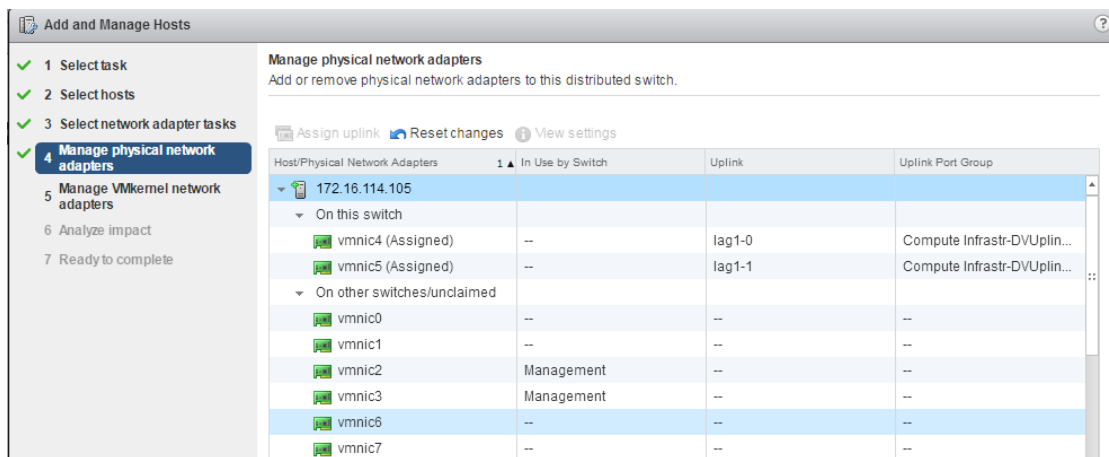 Add and Manage Hosts
?
1 Select task
2 Select hosts
3 Select network adapter tasks
4 Manage physical network
adapters
5 Manage VMkernel network
adapters
6 Analyze impact
7 Ready to complete
Manage physical network adapters
Add or remove physical network adapters to this distributed switch.
Assign uplink Reset changes View settings
Host/Physical Network Adapters 1 ▲ In Use by Switch Uplink Uplink Port Group
172.16.114.105
On this switch
vmnic4 (Assigned) -- lag1-0 Compute Infrastr-DVUplin...
vmnic5 (Assigned) -- lag1-1 Compute Infrastr-DVUplin...
On other switches/unclaimed
vmnic0 -- -- --
vmnic1 -- -- --
vmnic2 Management -- --
vmnic3 Management -- --
vmnic6 -- -- --
vmnic7 -- -- --